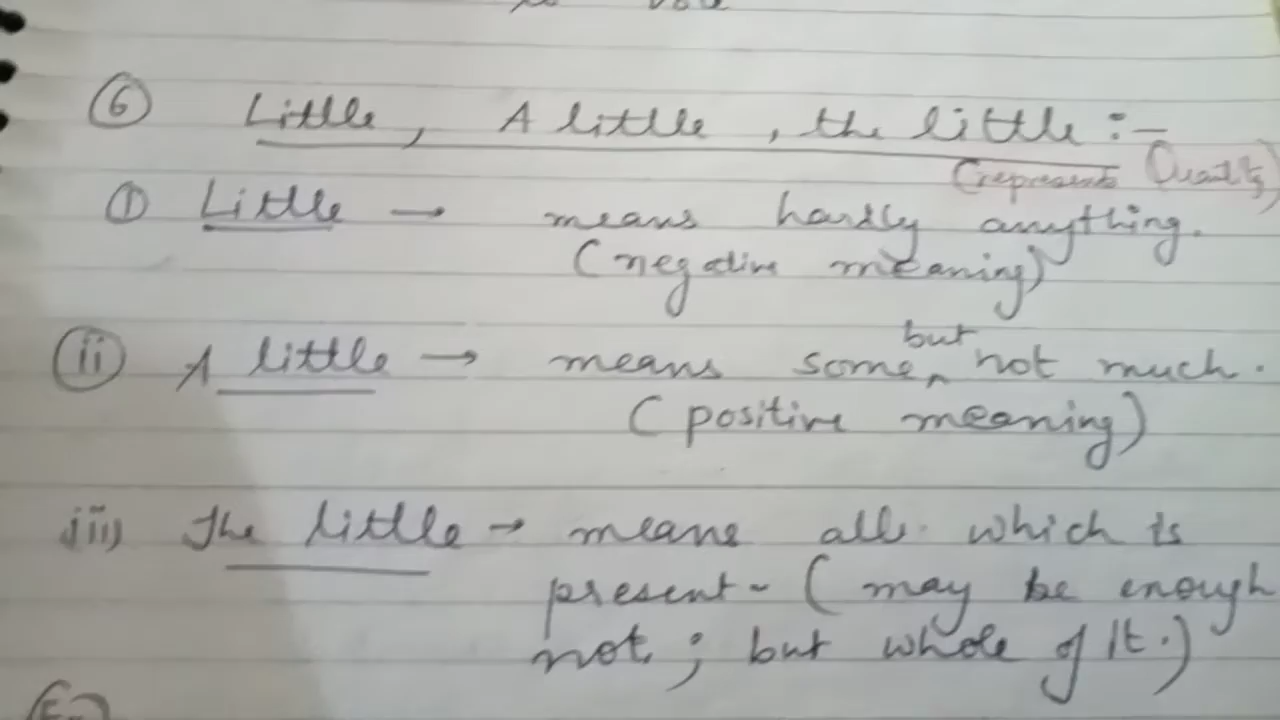 ⑥ Little, A little, the little :-
(represents Quantity)
① Little → means hardly anything.
(negative meaning)
ⅱ A little → means some but not much.
(positive meaning)
iii) The little → means all which is
present - (may be enough
not ; but whole of it.)